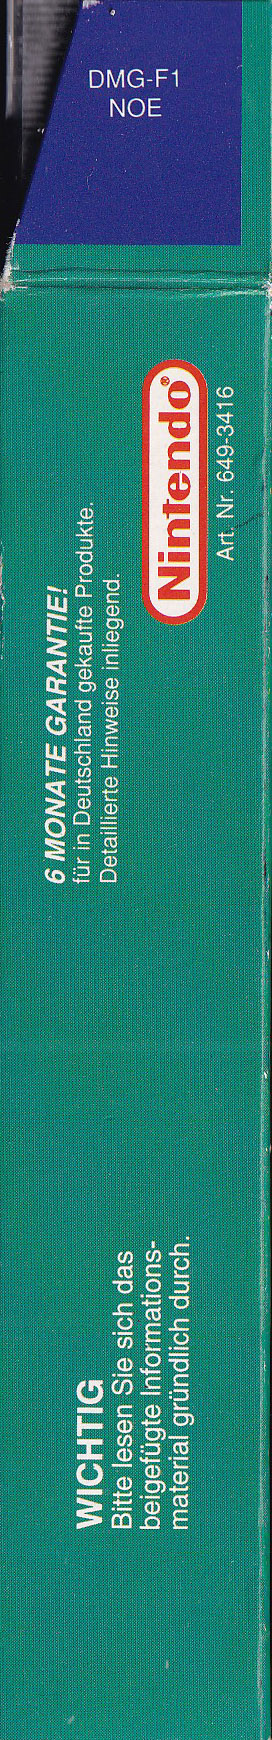 DMG-F1
NOE
Nintendo®
Art. Nr. 649-3416
6 MONATE GARANTIE!
für in Deutschland gekaufte Produkte.
Detaillierte Hinweise inliegend.
WICHTIG
Bitte lesen Sie sich das
beigefügte Informations-
material gründlich durch.